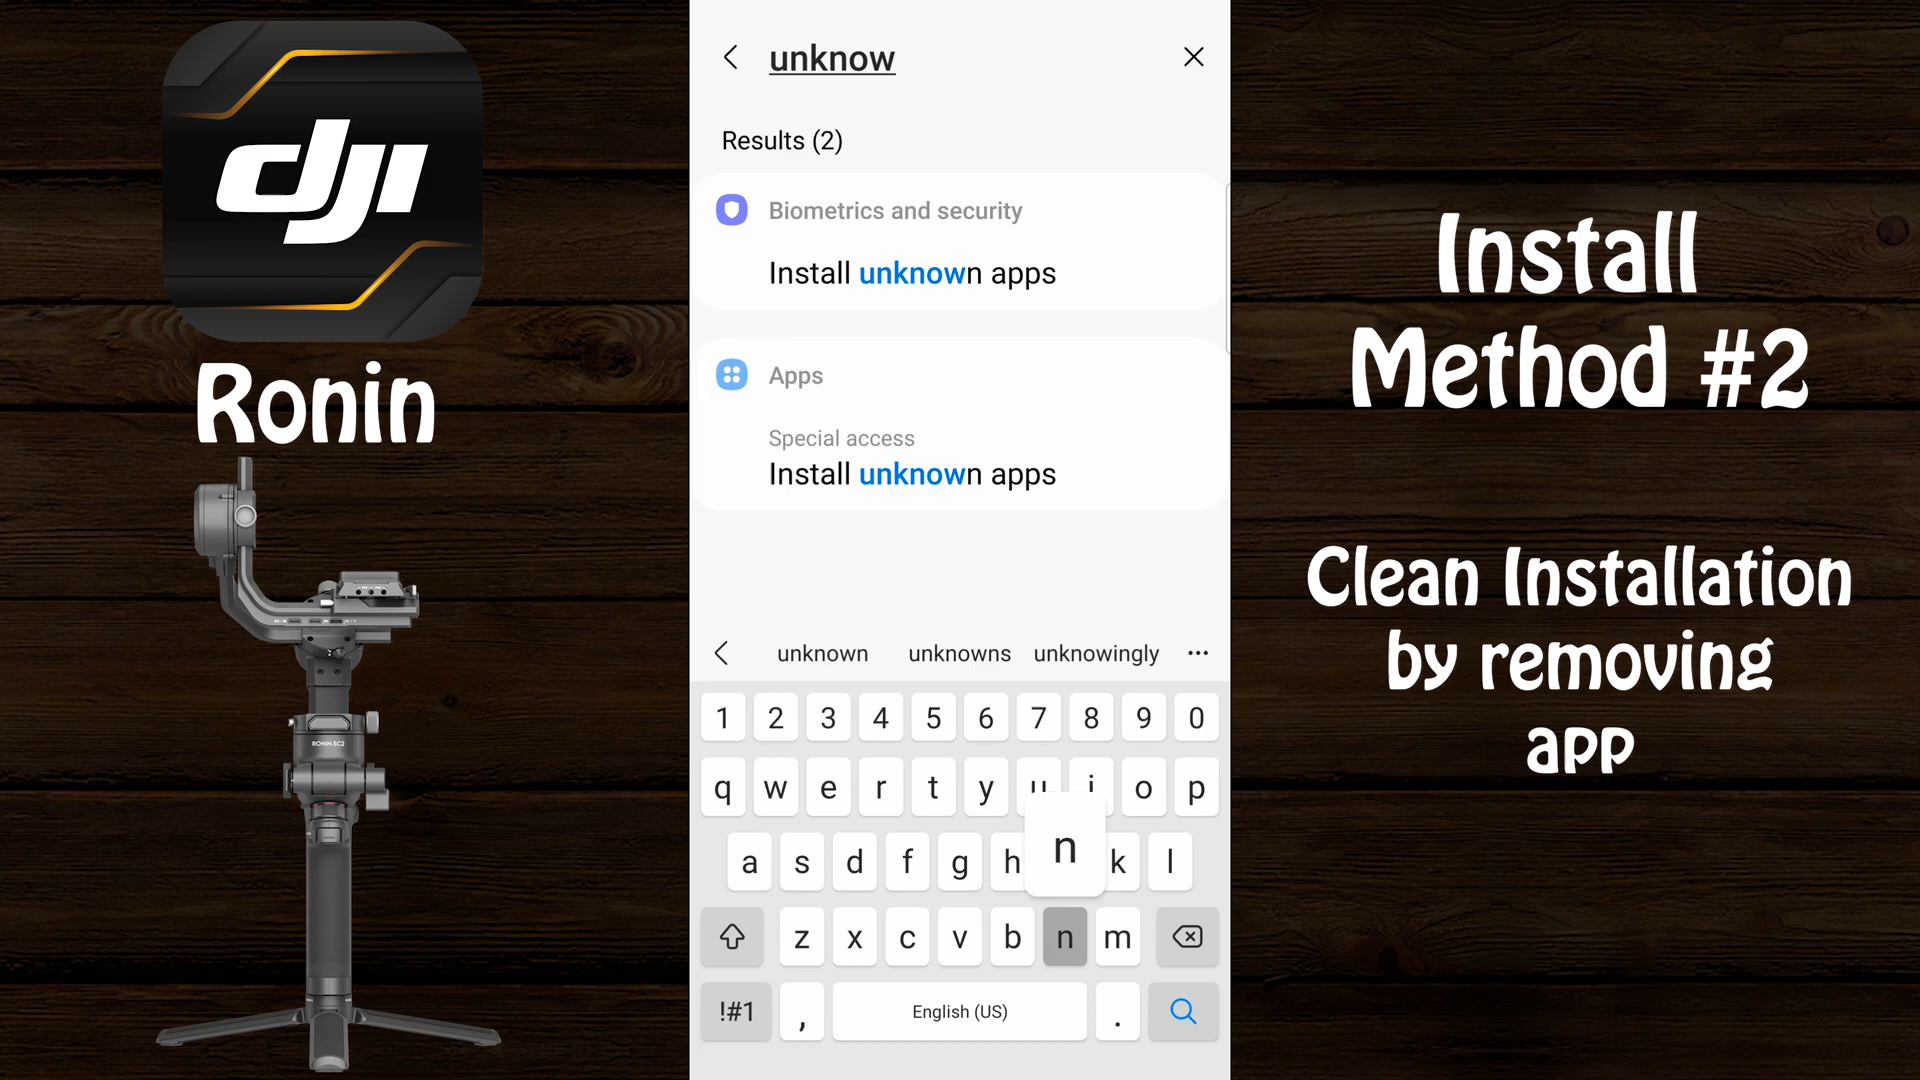 dji
Ronin
RONIN-SC2
unknow
Results (2)
Biometrics and security
Install unknown apps
Apps
Special access
Install unknown apps
unknown unknowns unknowingly ...
1 2 3 4 5 6 7 8 9 0
q w e r t y u i o p
a s d f g h n k l
z x c v b n m
!#1 , English (US) .
Install
Method #2
Clean Installation
by removing
app